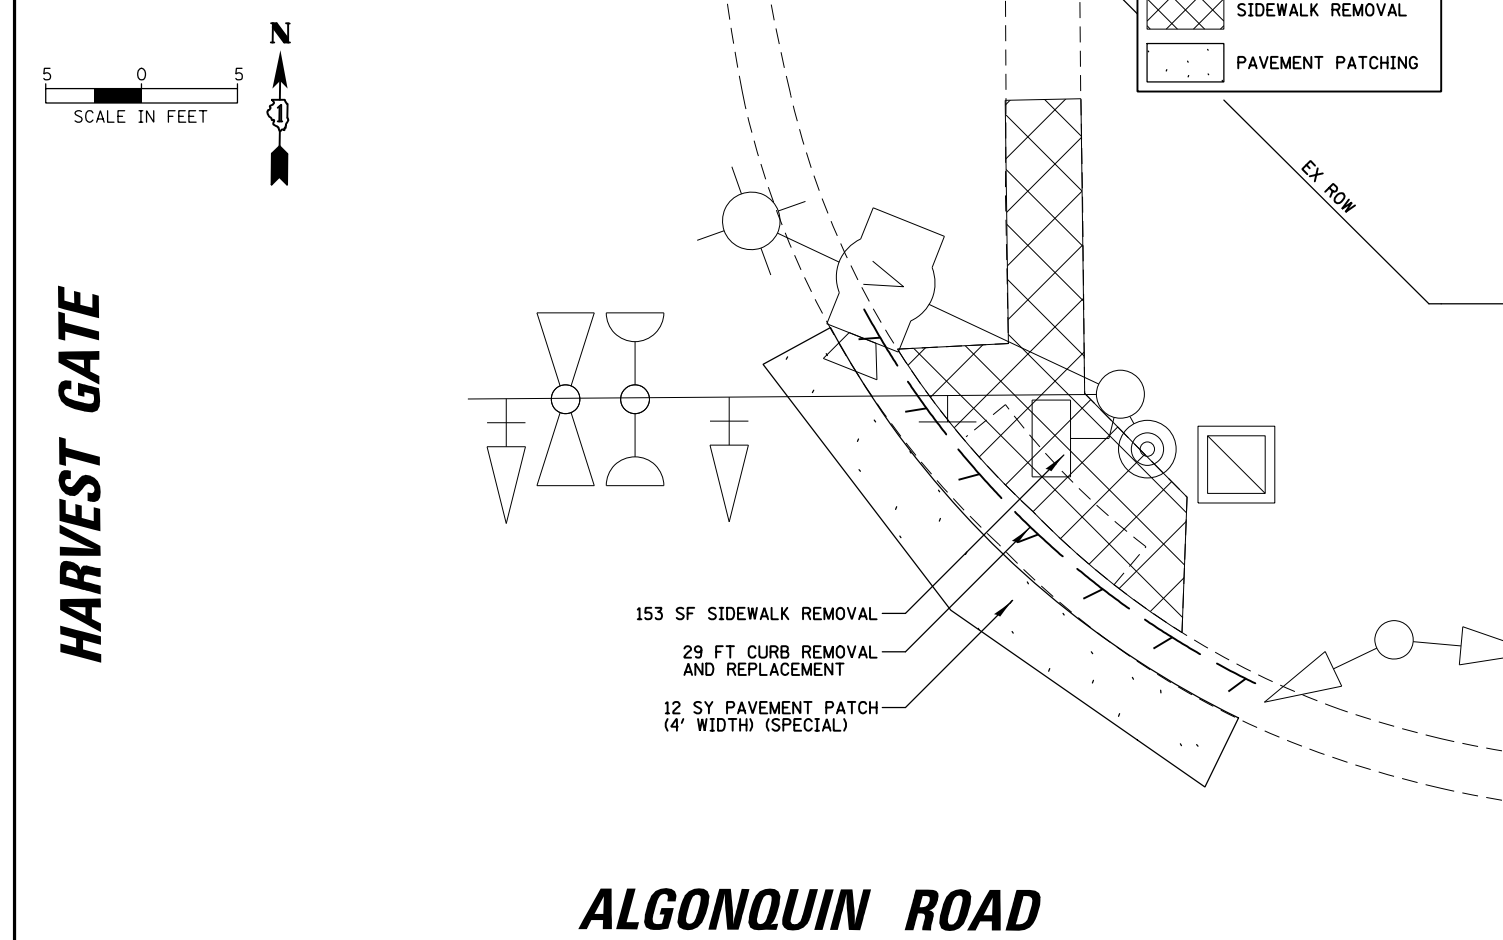 SIDEWALK REMOVAL
PAVEMENT PATCHING
N
5 0 5
SCALE IN FEET
1
EX ROW
HARVEST GATE
153 SF SIDEWALK REMOVAL
29 FT CURB REMOVAL
AND REPLACEMENT
12 SY PAVEMENT PATCH
(4' WIDTH) (SPECIAL)
ALGONQUIN ROAD